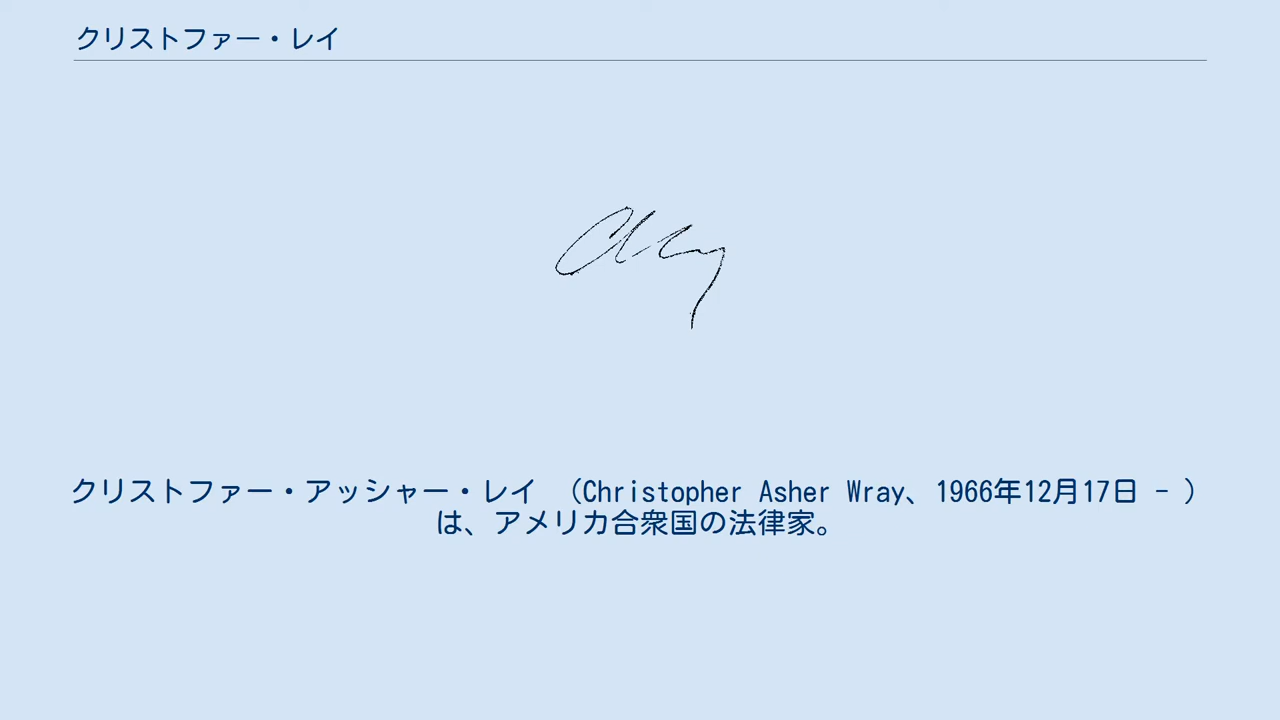 クリストファー・レイ
クリストファー・アッシャー・レイ （Christopher Asher Wray、1966年12月17日 - ）
は、アメリカ合衆国の法律家。